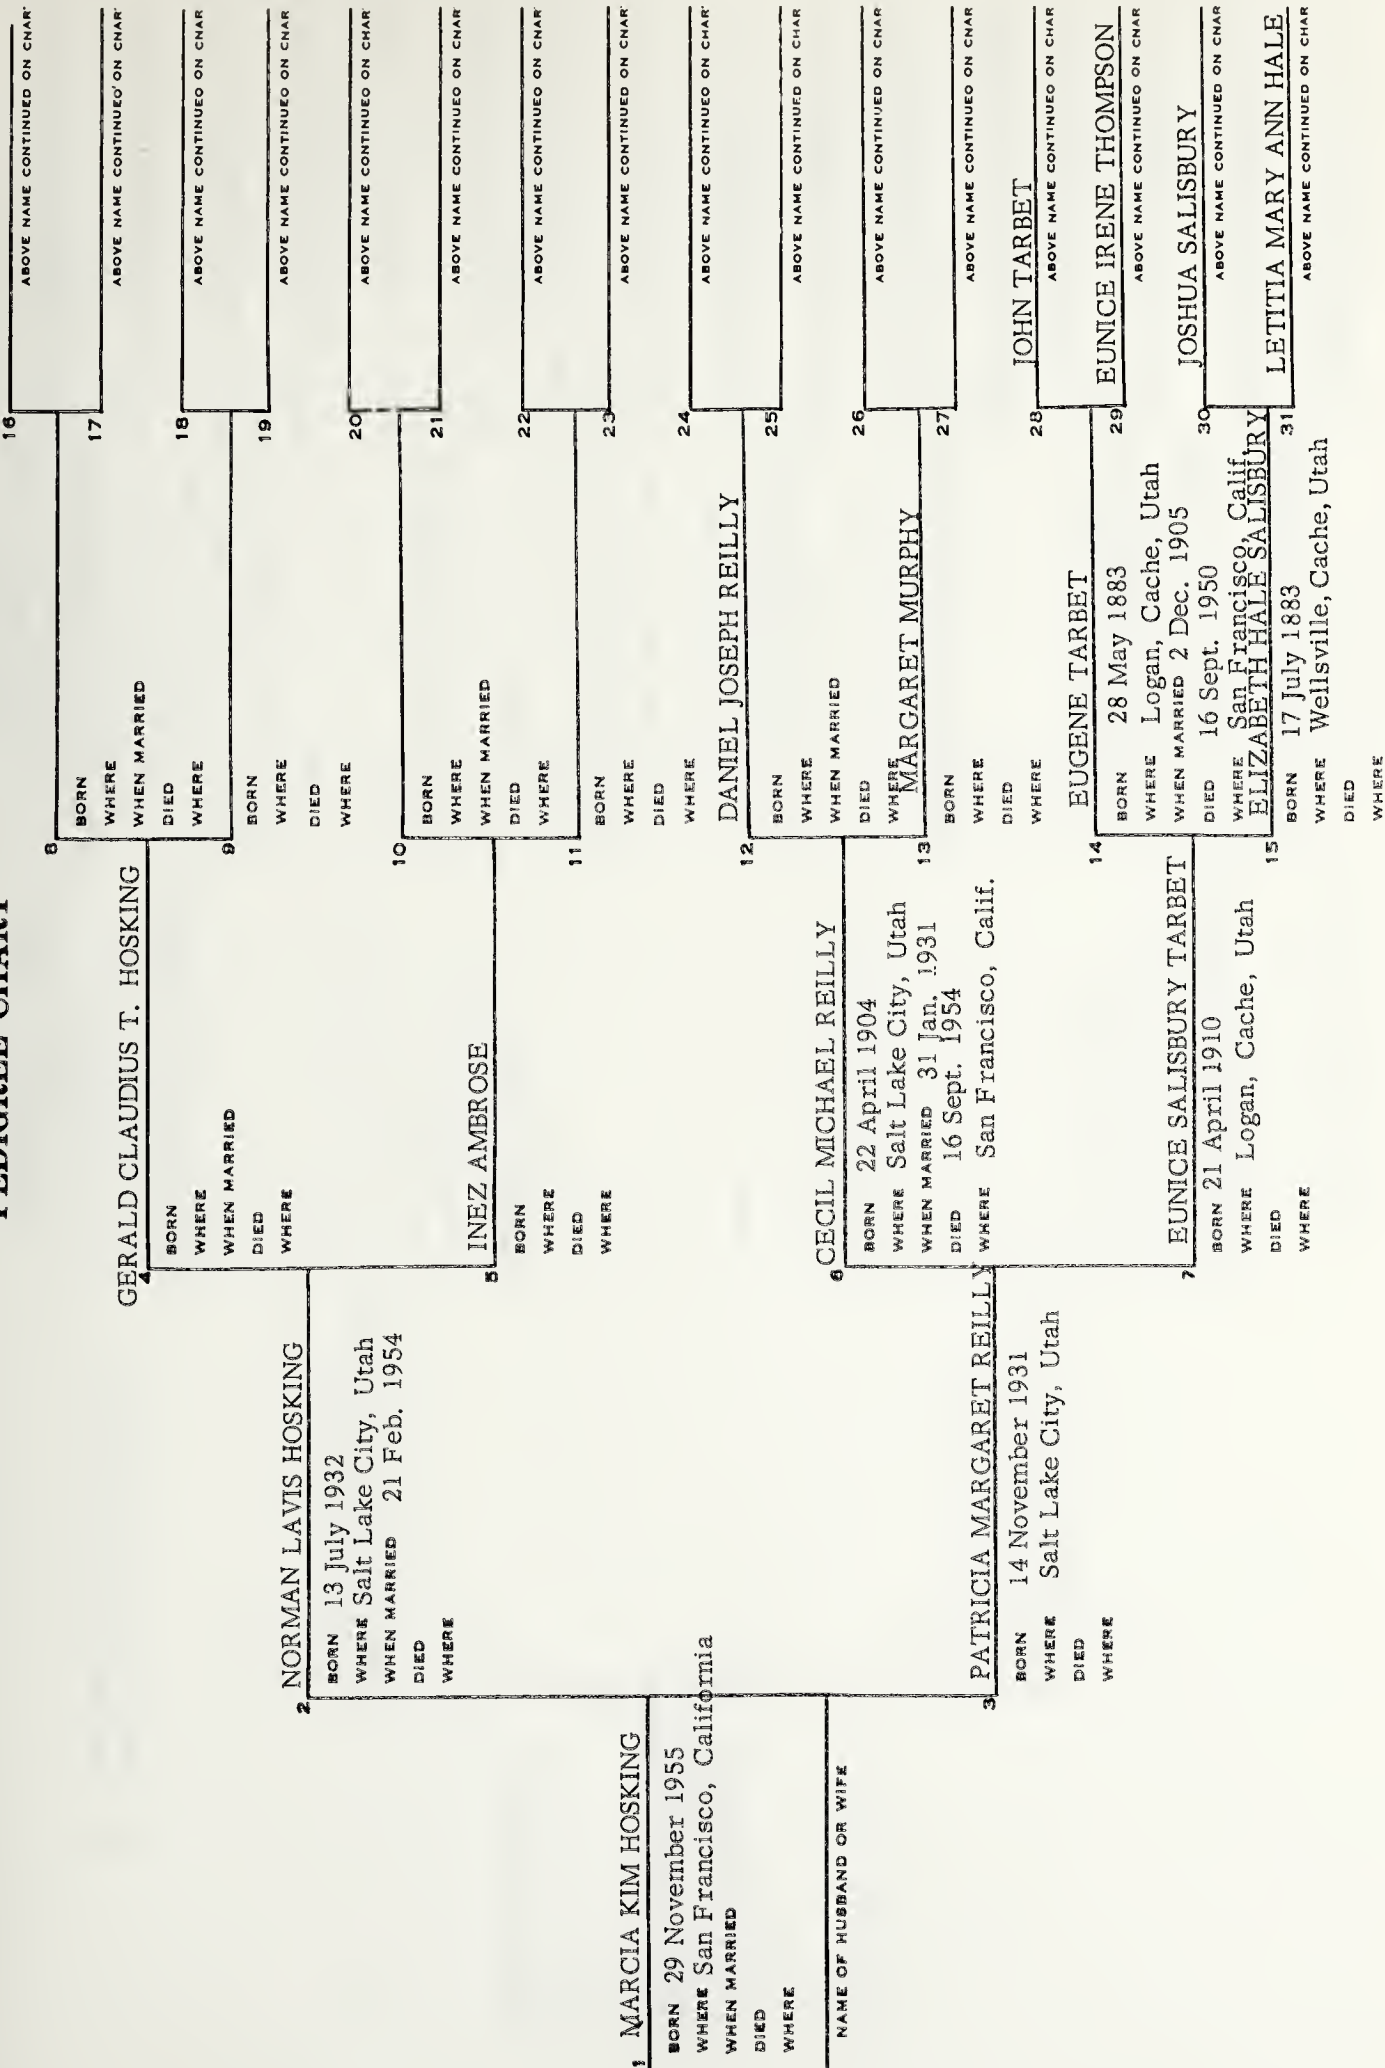 PEDIGREE CHART
1 MARCIA KIM HOSKING
BORN 29 November 1955
WHERE San Francisco, California
WHEN MARRIED
DIED
WHERE
NAME OF HUSBAND OR WIFE
2 NORMAN LAVIS HOSKING
BORN 13 July 1932
WHERE Salt Lake City, Utah
WHEN MARRIED 21 Feb. 1954
DIED
WHERE
3 PATRICIA MARGARET REILLY
BORN 14 November 1931
WHERE Salt Lake City, Utah
DIED
WHERE
4 GERALD CLAUDIUS T. HOSKING
BORN
WHERE
WHEN MARRIED
DIED
WHERE
5 INEZ AMBROSE
BORN
WHERE
DIED
WHERE
6 CECIL MICHAEL REILLY
BORN 22 April 1904
WHERE Salt Lake City, Utah
WHEN MARRIED 31 Jan. 1931
DIED 16 Sept. 1954
WHERE San Francisco, Calif.
7 EUNICE SALISBURY TARBET
BORN 21 April 1910
WHERE Logan, Cache, Utah
DIED
WHERE
8
BORN
WHERE
WHEN MARRIED
DIED
WHERE
9
BORN
WHERE
DIED
WHERE
10
BORN
WHERE
WHEN MARRIED
DIED
WHERE
11
BORN
WHERE
DIED
WHERE
12 DANIEL JOSEPH REILLY
BORN
WHERE
WHEN MARRIED
DIED
WHERE
13 MARGARET MURPHY
BORN
WHERE
DIED
WHERE
14 EUGENE TARBET
BORN 28 May 1883
WHERE Logan, Cache, Utah
WHEN MARRIED 2 Dec. 1905
DIED 16 Sept. 1950
WHERE San Francisco, Calif.
15 ELIZABETH HALE SALISBURY
BORN 17 July 1883
WHERE Wellsville, Cache, Utah
DIED
WHERE
16
ABOVE NAME CONTINUED ON CHAR
17
ABOVE NAME CONTINUED ON CHAR
18
ABOVE NAME CONTINUED ON CHAR
19
ABOVE NAME CONTINUED ON CHAR
20
ABOVE NAME CONTINUED ON CHAR
21
ABOVE NAME CONTINUED ON CHAR
22
ABOVE NAME CONTINUED ON CHAR
23
ABOVE NAME CONTINUED ON CHAR
24
ABOVE NAME CONTINUED ON CHAR
25
ABOVE NAME CONTINUED ON CHAR
26
ABOVE NAME CONTINUED ON CHAR
27
ABOVE NAME CONTINUED ON CHAR
28 JOHN TARBET
ABOVE NAME CONTINUED ON CHAR
29 EUNICE IRENE THOMPSON
ABOVE NAME CONTINUED ON CHAR
30 JOSHUA SALISBURY
ABOVE NAME CONTINUED ON CHAR
31 LETITIA MARY ANN HALE
ABOVE NAME CONTINUED ON CHAR